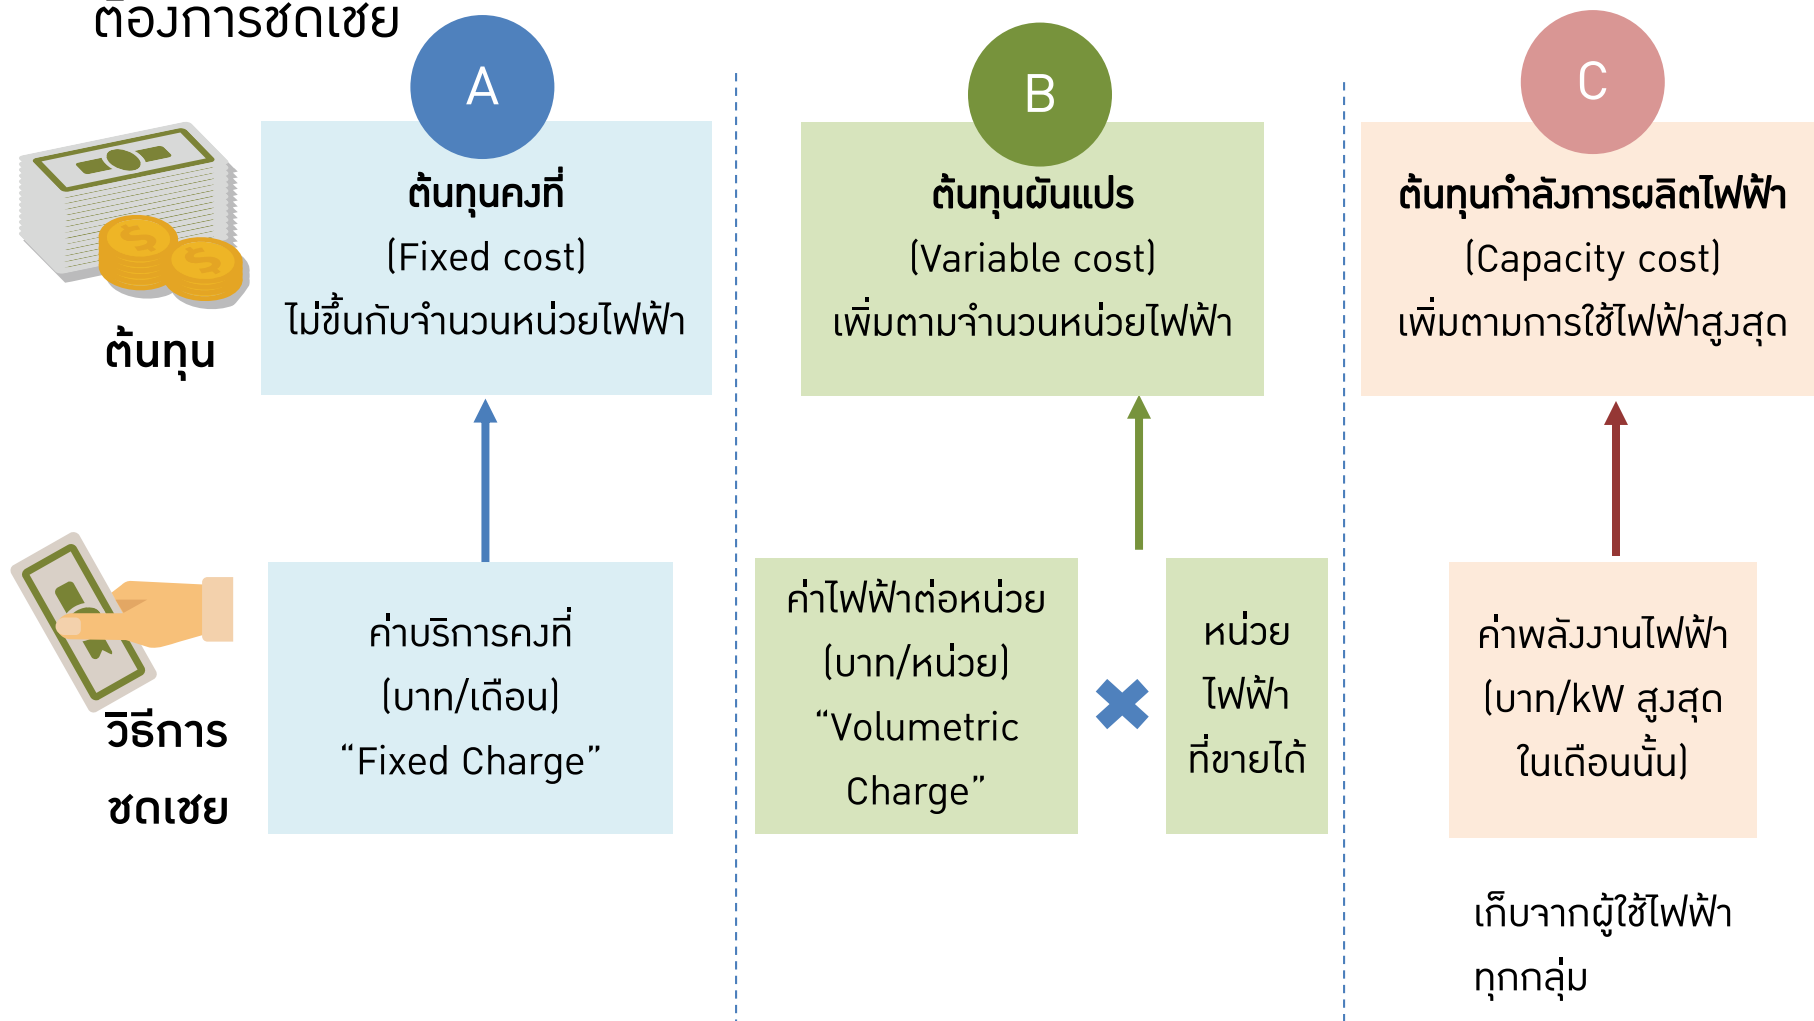 ต้องการชดเชย
A
ต้นทุนคงที่
(Fixed cost)
ไม่ขึ้นกับจำนวนหน่วยไฟฟ้า
B
ต้นทุนผันแปร
(Variable cost)
เพิ่มตามจำนวนหน่วยไฟฟ้า
C
ต้นทุนกำลังการผลิตไฟฟ้า
(Capacity cost)
เพิ่มตามการใช้ไฟฟ้าสูงสุด
ต้นทุน
ค่าบริการคงที่
(บาท/เดือน)
“Fixed Charge”
ค่าไฟฟ้าต่อหน่วย
(บาท/หน่วย)
“Volumetric
Charge”
หน่วย
ไฟฟ้า
ที่ขายได้
ค่าพลังงานไฟฟ้า
(บาท/kW สูงสุด
ในเดือนนั้น)
วิธีการ
ชดเชย
เก็บจากผู้ใช้ไฟฟ้า
ทุกกลุ่ม